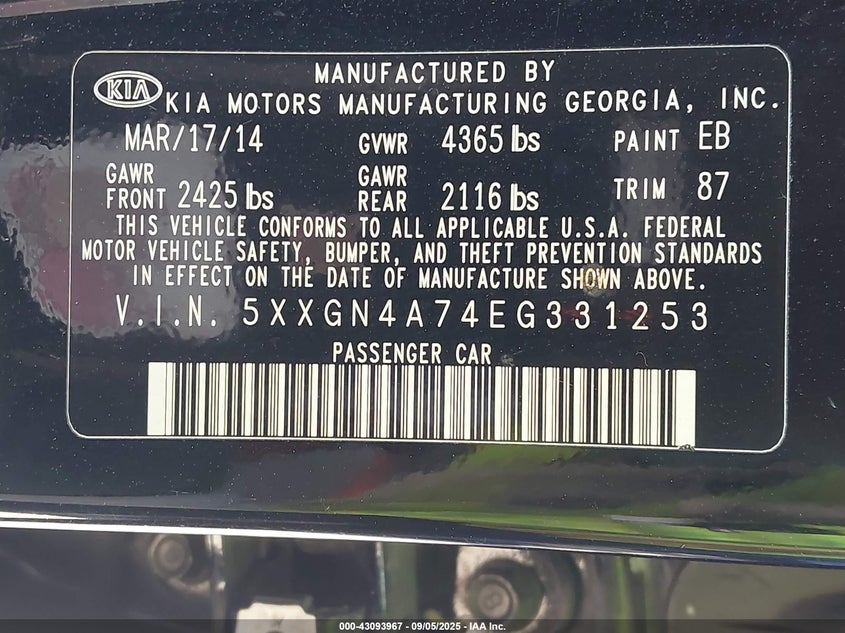 MANUFACTURED BY
KIA KIA MOTORS MANUFACTURING GEORGIA, INC.
MAR/17/14 GVWR 4365 lbs PAINT EB
GAWR FRONT 2425 lbs GAWR REAR 2116 lbs TRIM 87
THIS VEHICLE CONFORMS TO ALL APPLICABLE U.S.A. FEDERAL
MOTOR VEHICLE SAFETY, BUMPER, AND THEFT PREVENTION STANDARDS
IN EFFECT ON THE DATE OF MANUFACTURE SHOWN ABOVE.
V.I.N. 5XXGN4A74EG331253
PASSENGER CAR
000-43093967 - 09/05/2025 - IAA Inc.